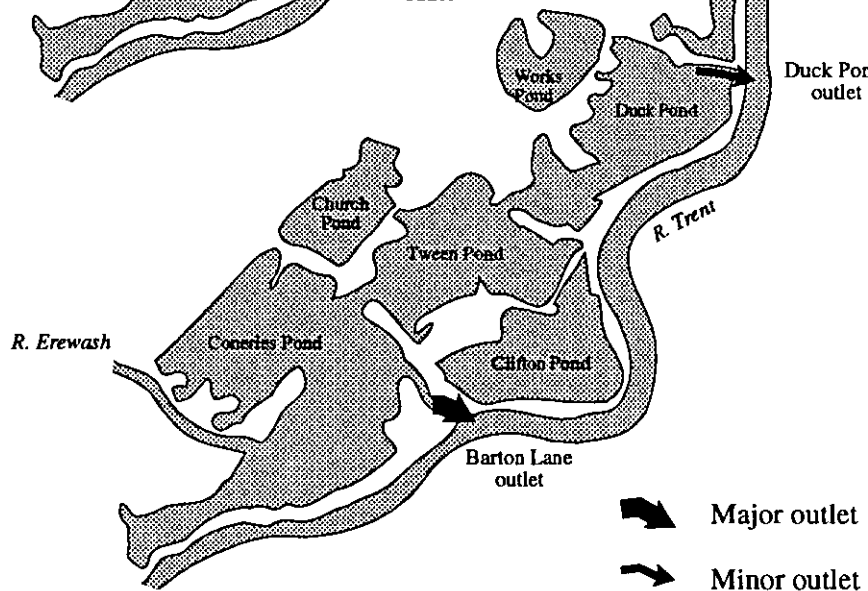 Works
Pond
Duck Pond
outlet
Duck Pond
Church
Pond
R. Trent
Tween Pond
R. Erewash
Coneries Pond
Clifton Pond
Barton Lane
outlet
Major outlet
Minor outlet